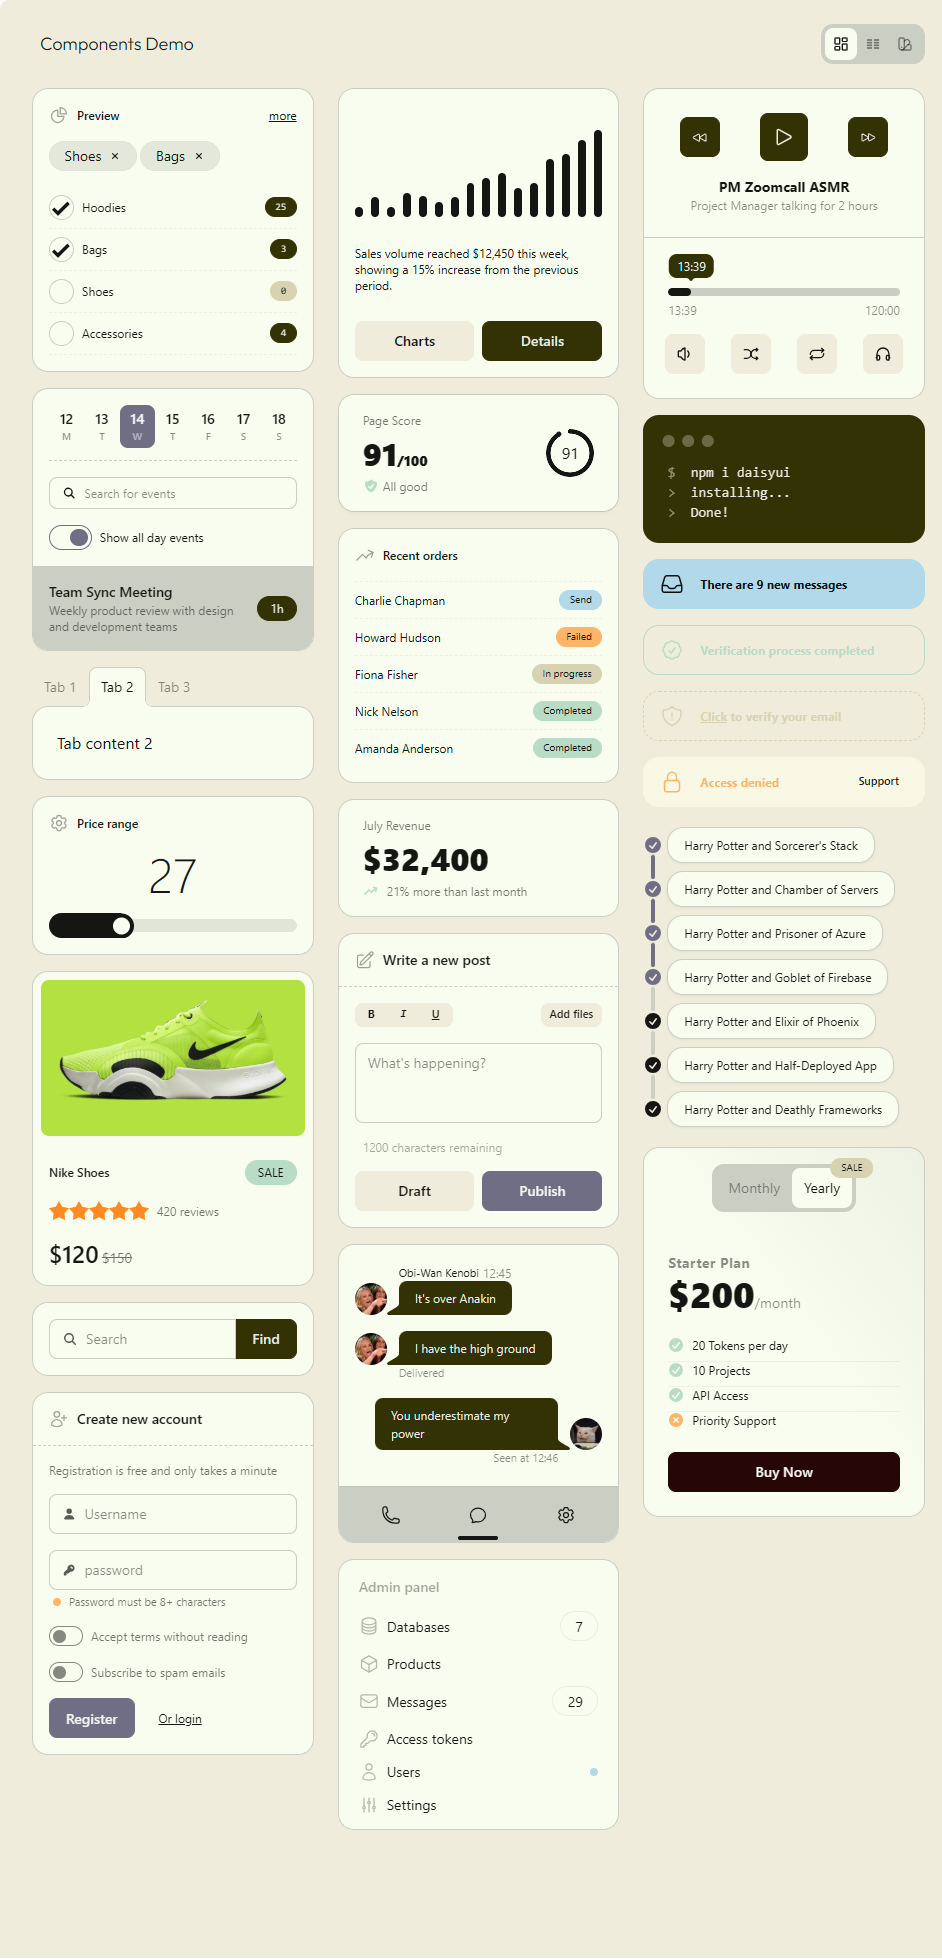 Components Demo
Preview
more
Shoes ✕
Bags ✕
Hoodies 25
Bags 3
Shoes 0
Accessories 4
12 13 14 15 16 17 18
M T W T F S S
Search for events
Show all day events
Team Sync Meeting
Weekly product review with design
and development teams
1h
Tab 1 Tab 2 Tab 3
Tab content 2
Price range
27
Nike Shoes
SALE
420 reviews
$120 $150
Search
Find
Create new account
Registration is free and only takes a minute
Username
password
Password must be 8+ characters
Accept terms without reading
Subscribe to spam emails
Register
Or login
Sales volume reached $12,450 this week,
showing a 15% increase from the previous
period.
Charts
Details
Page Score
91/100
All good
91
Recent orders
Charlie Chapman Send
Howard Hudson Failed
Fiona Fisher In progress
Nick Nelson Completed
Amanda Anderson Completed
July Revenue
$32,400
21% more than last month
Write a new post
B I U
Add files
What's happening?
1200 characters remaining
Draft
Publish
Obi-Wan Kenobi 12:45
It's over Anakin
I have the high ground
Delivered
You underestimate my
power
Seen at 12:46
Admin panel
Databases 7
Products
Messages 29
Access tokens
Users
Settings
PM Zoomcall ASMR
Project Manager talking for 2 hours
13:39
13:39 120:00
$ npm i daisyui
> installing...
> Done!
There are 9 new messages
Verification process completed
Click to verify your email
Access denied
Support
Harry Potter and Sorcerer's Stack
Harry Potter and Chamber of Servers
Harry Potter and Prisoner of Azure
Harry Potter and Goblet of Firebase
Harry Potter and Elixir of Phoenix
Harry Potter and Half-Deployed App
Harry Potter and Deathly Frameworks
SALE
Monthly Yearly
Starter Plan
$200/month
20 Tokens per day
10 Projects
API Access
Priority Support
Buy Now